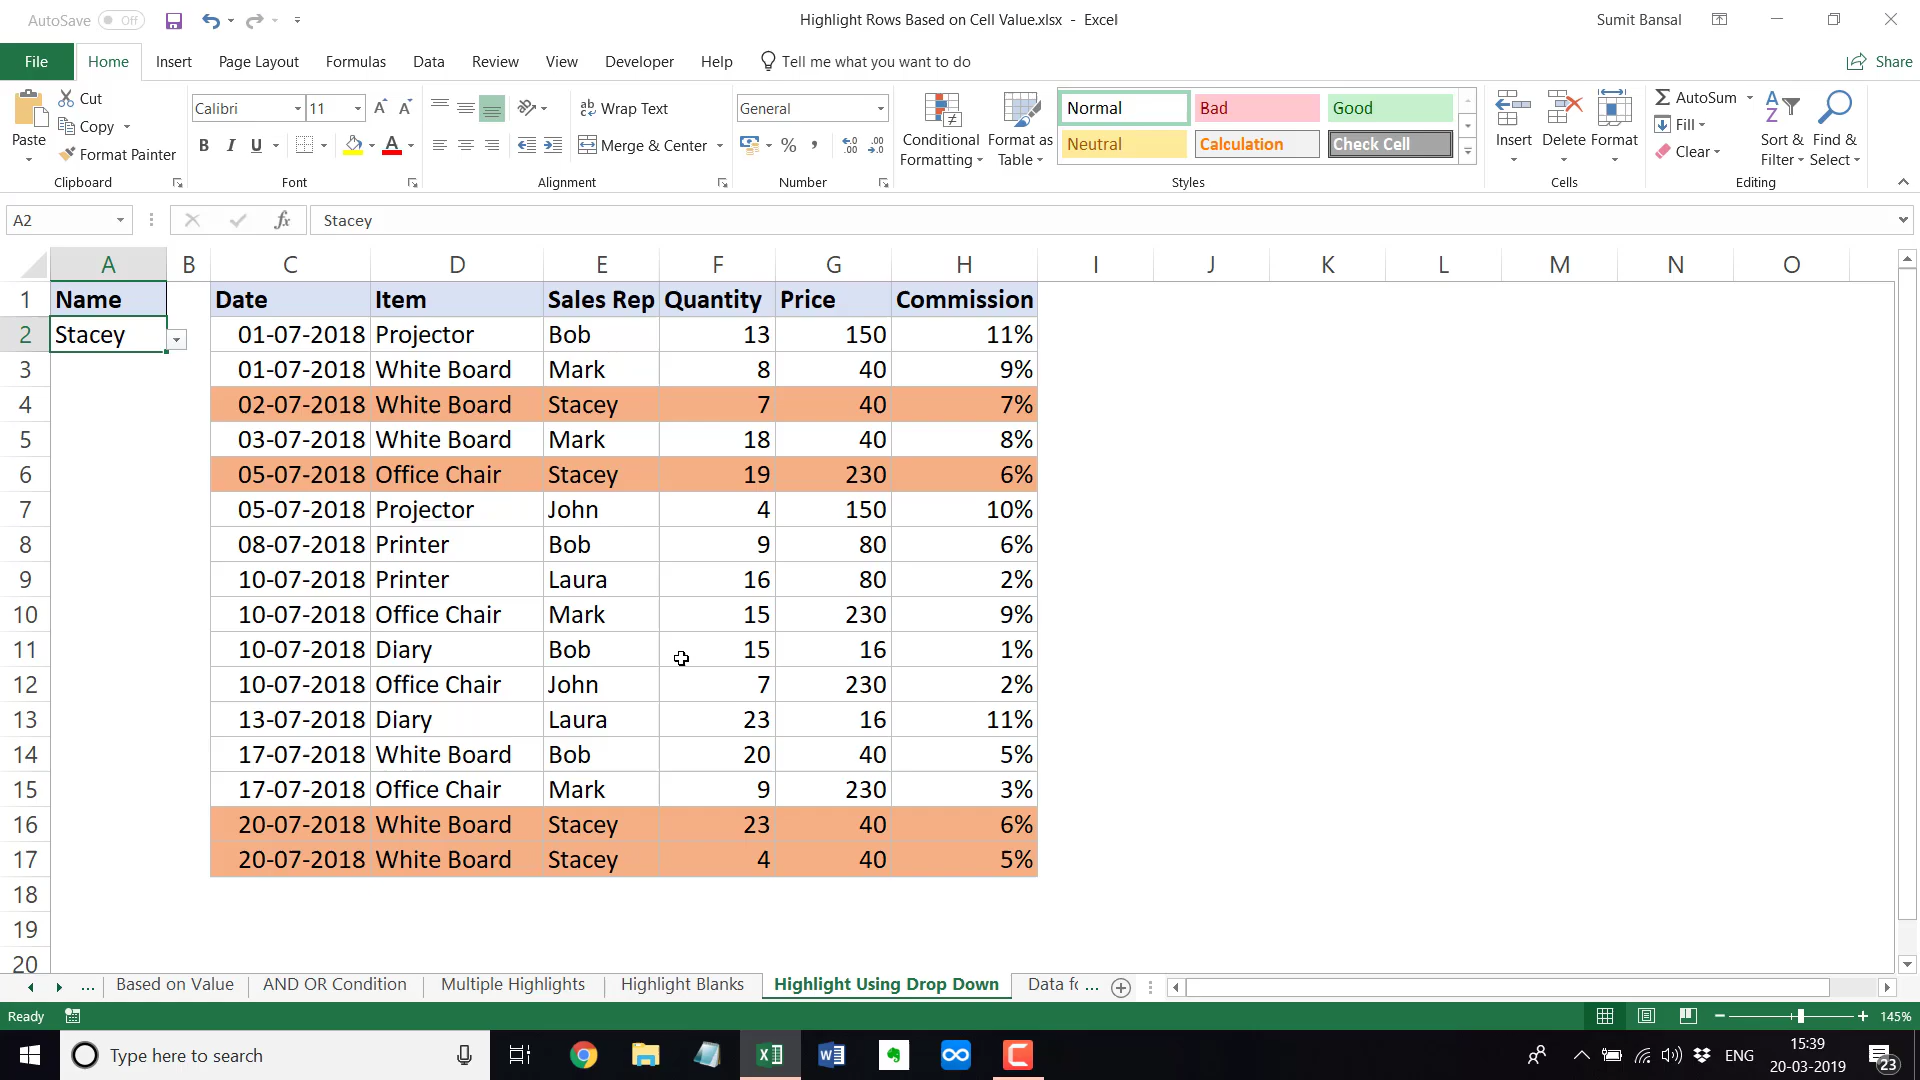 AutoSave Off
Highlight Rows Based on Cell Value.xlsx - Excel
Sumit Bansal
File Home Insert Page Layout Formulas Data Review View Developer Help Tell me what you want to do Share
Paste
Cut
Copy
Format Painter
Clipboard
Calibri 11
B I U A
Font
Wrap Text
Merge & Center
Alignment
General
%
Number
Conditional Formatting
Format as Table
Normal Bad Good
Neutral Calculation Check Cell
Styles
Insert Delete Format
Cells
AutoSum
Fill
Clear
Sort & Filter
Find & Select
Editing
A2 fx Stacey
A B C D E F G H I J K L M N O
1 Name Date Item Sales Rep Quantity Price Commission
2 Stacey 01-07-2018 Projector Bob 13 150 11%
3 01-07-2018 White Board Mark 8 40 9%
4 02-07-2018 White Board Stacey 7 40 7%
5 03-07-2018 White Board Mark 18 40 8%
6 05-07-2018 Office Chair Stacey 19 230 6%
7 05-07-2018 Projector John 4 150 10%
8 08-07-2018 Printer Bob 9 80 6%
9 10-07-2018 Printer Laura 16 80 2%
10 10-07-2018 Office Chair Mark 15 230 9%
11 10-07-2018 Diary Bob 15 16 1%
12 10-07-2018 Office Chair John 7 230 2%
13 13-07-2018 Diary Laura 23 16 11%
14 17-07-2018 White Board Bob 20 40 5%
15 17-07-2018 Office Chair Mark 9 230 3%
16 20-07-2018 White Board Stacey 23 40 6%
17 20-07-2018 White Board Stacey 4 40 5%
18
19
20
... Based on Value AND OR Condition Multiple Highlights Highlight Blanks Highlight Using Drop Down Data fo ...
Ready 145%
Type here to search
ENG
15:39
20-03-2019
23